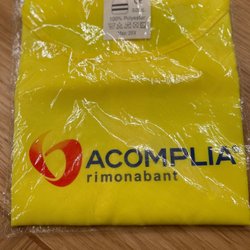 100% Polyester
ACOMPLIA®
rimonabant